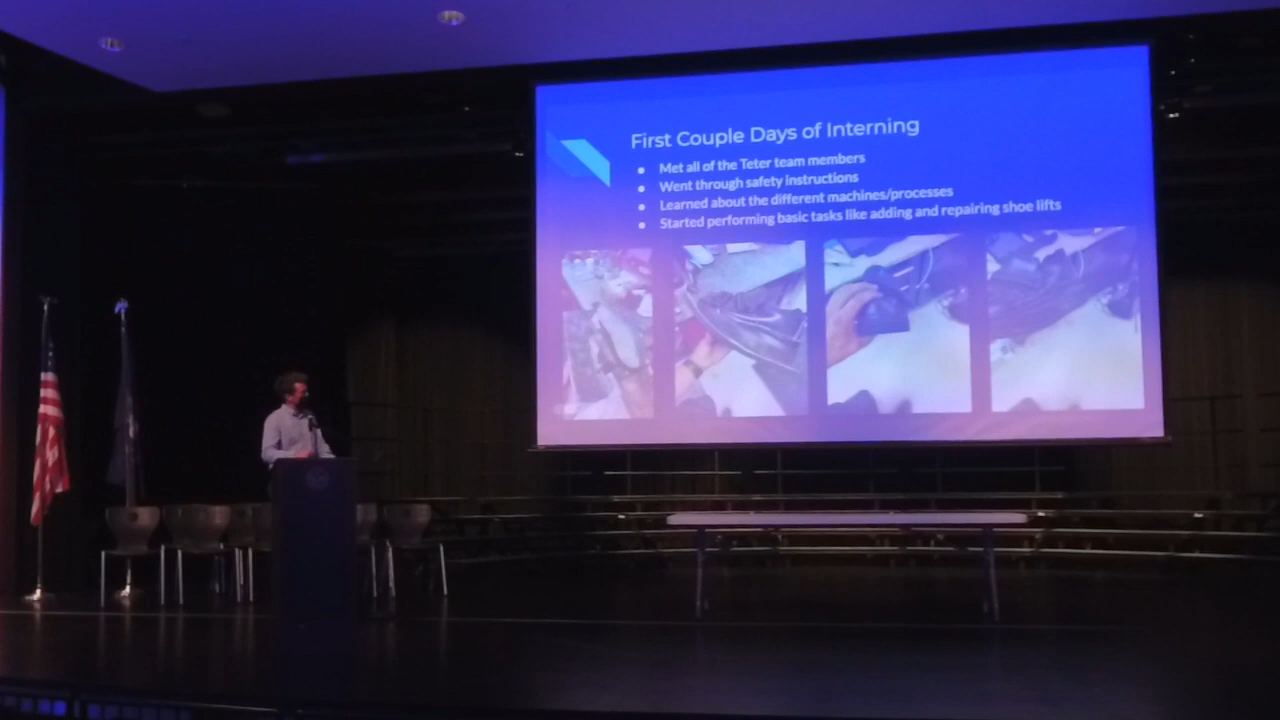 First Couple Days of Interning
Met all of the Teter team members
Went through safety instructions
Learned about the different machines/processes
Started performing basic tasks like adding and repairing shoe lifts